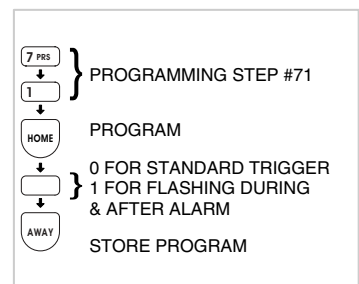 7 PRS
1
PROGRAMMING STEP #71
HOME
PROGRAM
0 FOR STANDARD TRIGGER
1 FOR FLASHING DURING
& AFTER ALARM
AWAY
STORE PROGRAM